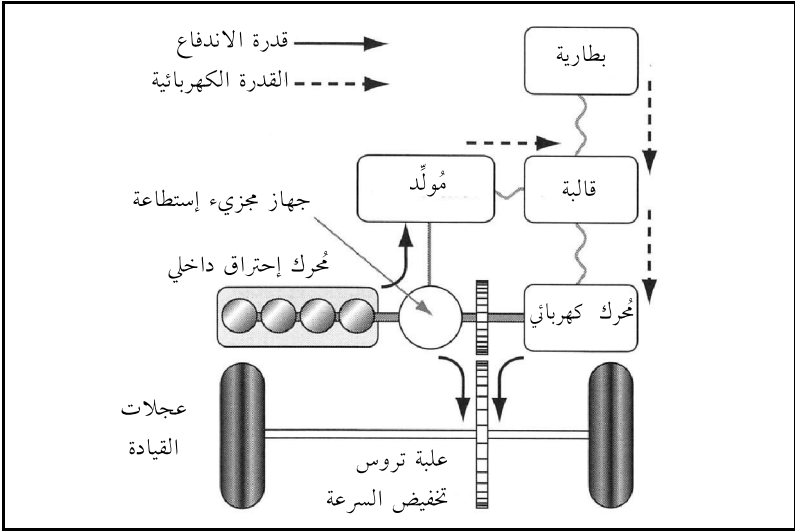 قدرة الاندفاع
القدرة الكهربائية
بطارية
مُولِّد
قالبة
جهاز مجزيء إستطاعة
مُحرك إحتراق داخلي
مُحرك كهربائي
عجلات
القيادة
علبة تروس
تخفيض السرعة